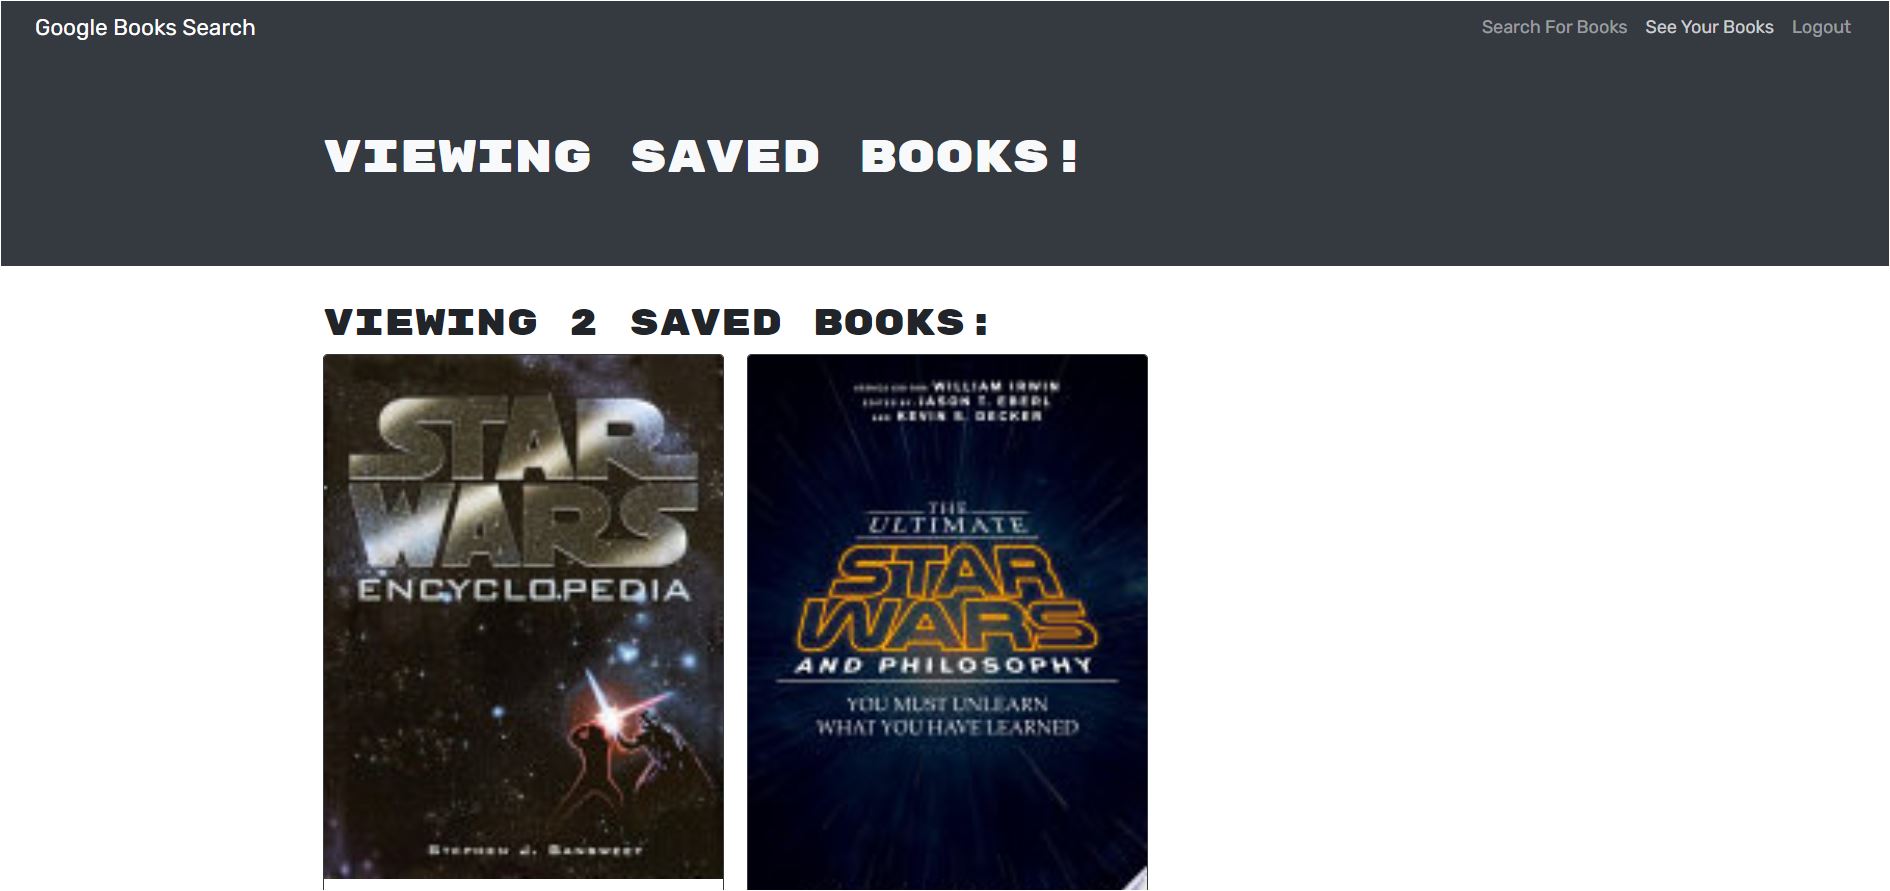 Google Books Search
Search For Books See Your Books Logout
VIEWING SAVED BOOKS!
VIEWING 2 SAVED BOOKS:
STAR
WARS
ENCYCLOPEDIA
STEPHEN J. SANSWEET
WILLIAM IRWIN
EDITED BY JASON T. EBERL
AND KEVIN S. DECKER
THE
ULTIMATE
STAR
WARS
AND PHILOSOPHY
YOU MUST UNLEARN
WHAT YOU HAVE LEARNED